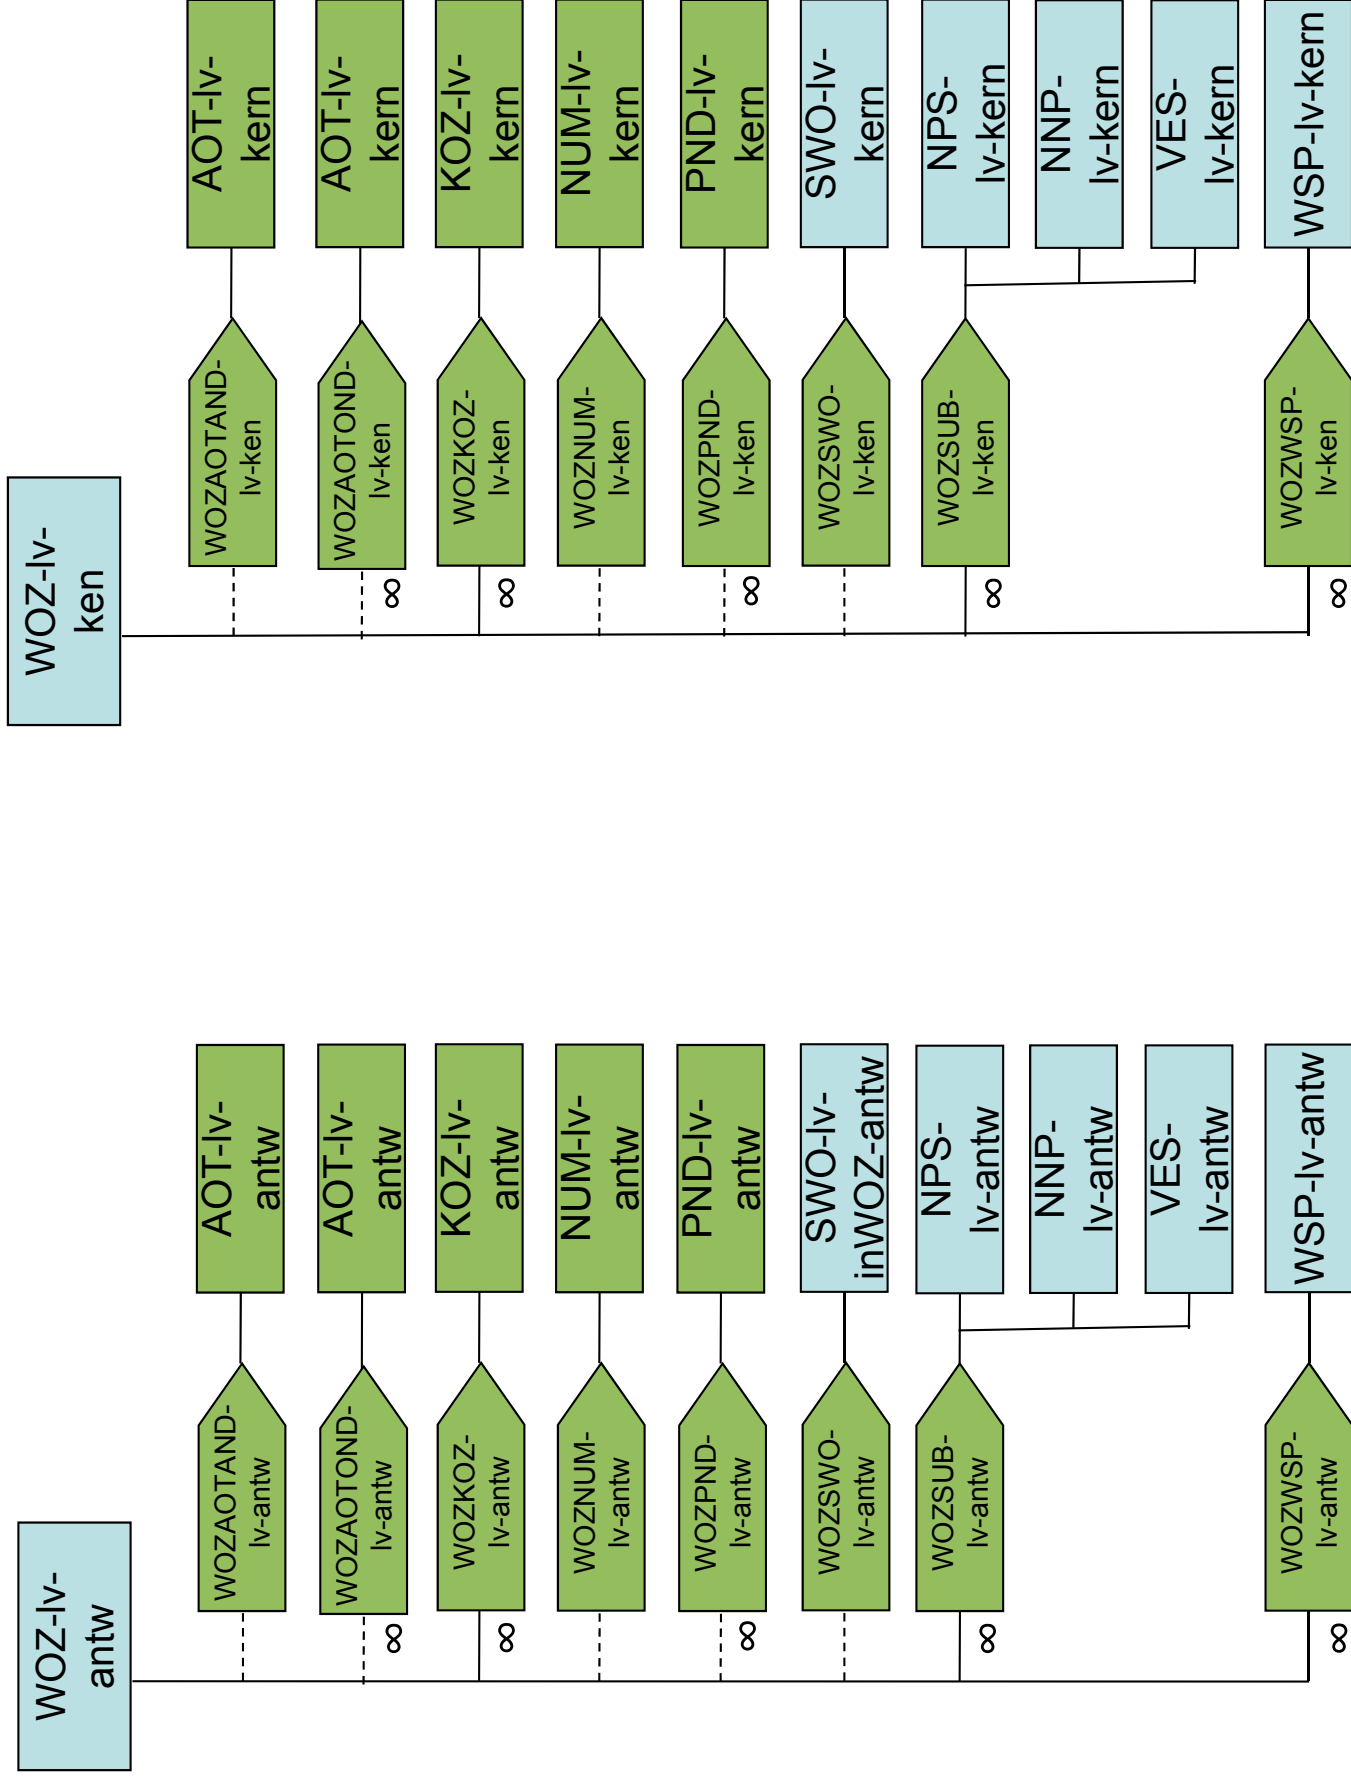 WOZ-lv-
antw
WOZAOTAND-
lv-antw
AOT-lv-
antw
∞
WOZAOTOND-
lv-antw
AOT-lv-
antw
∞
WOZKOZ-
lv-antw
KOZ-lv-
antw
WOZNUM-
lv-antw
NUM-lv-
antw
∞
WOZPND-
lv-antw
PND-lv-
antw
WOZSWO-
lv-antw
SWO-lv-
inWOZ-antw
∞
WOZSUB-
lv-antw
NPS-
lv-antw
NNP-
lv-antw
VES-
lv-antw
∞
WOZWSP-
lv-antw
WSP-lv-antw
WOZ-lv-
ken
WOZAOTAND-
lv-ken
AOT-lv-
kern
∞
WOZAOTOND-
lv-ken
AOT-lv-
kern
∞
WOZKOZ-
lv-ken
KOZ-lv-
kern
WOZNUM-
lv-ken
NUM-lv-
kern
∞
WOZPND-
lv-ken
PND-lv-
kern
WOZSWO-
lv-ken
SWO-lv-
kern
∞
WOZSUB-
lv-ken
NPS-
lv-kern
NNP-
lv-kern
VES-
lv-kern
∞
WOZWSP-
lv-ken
WSP-lv-kern